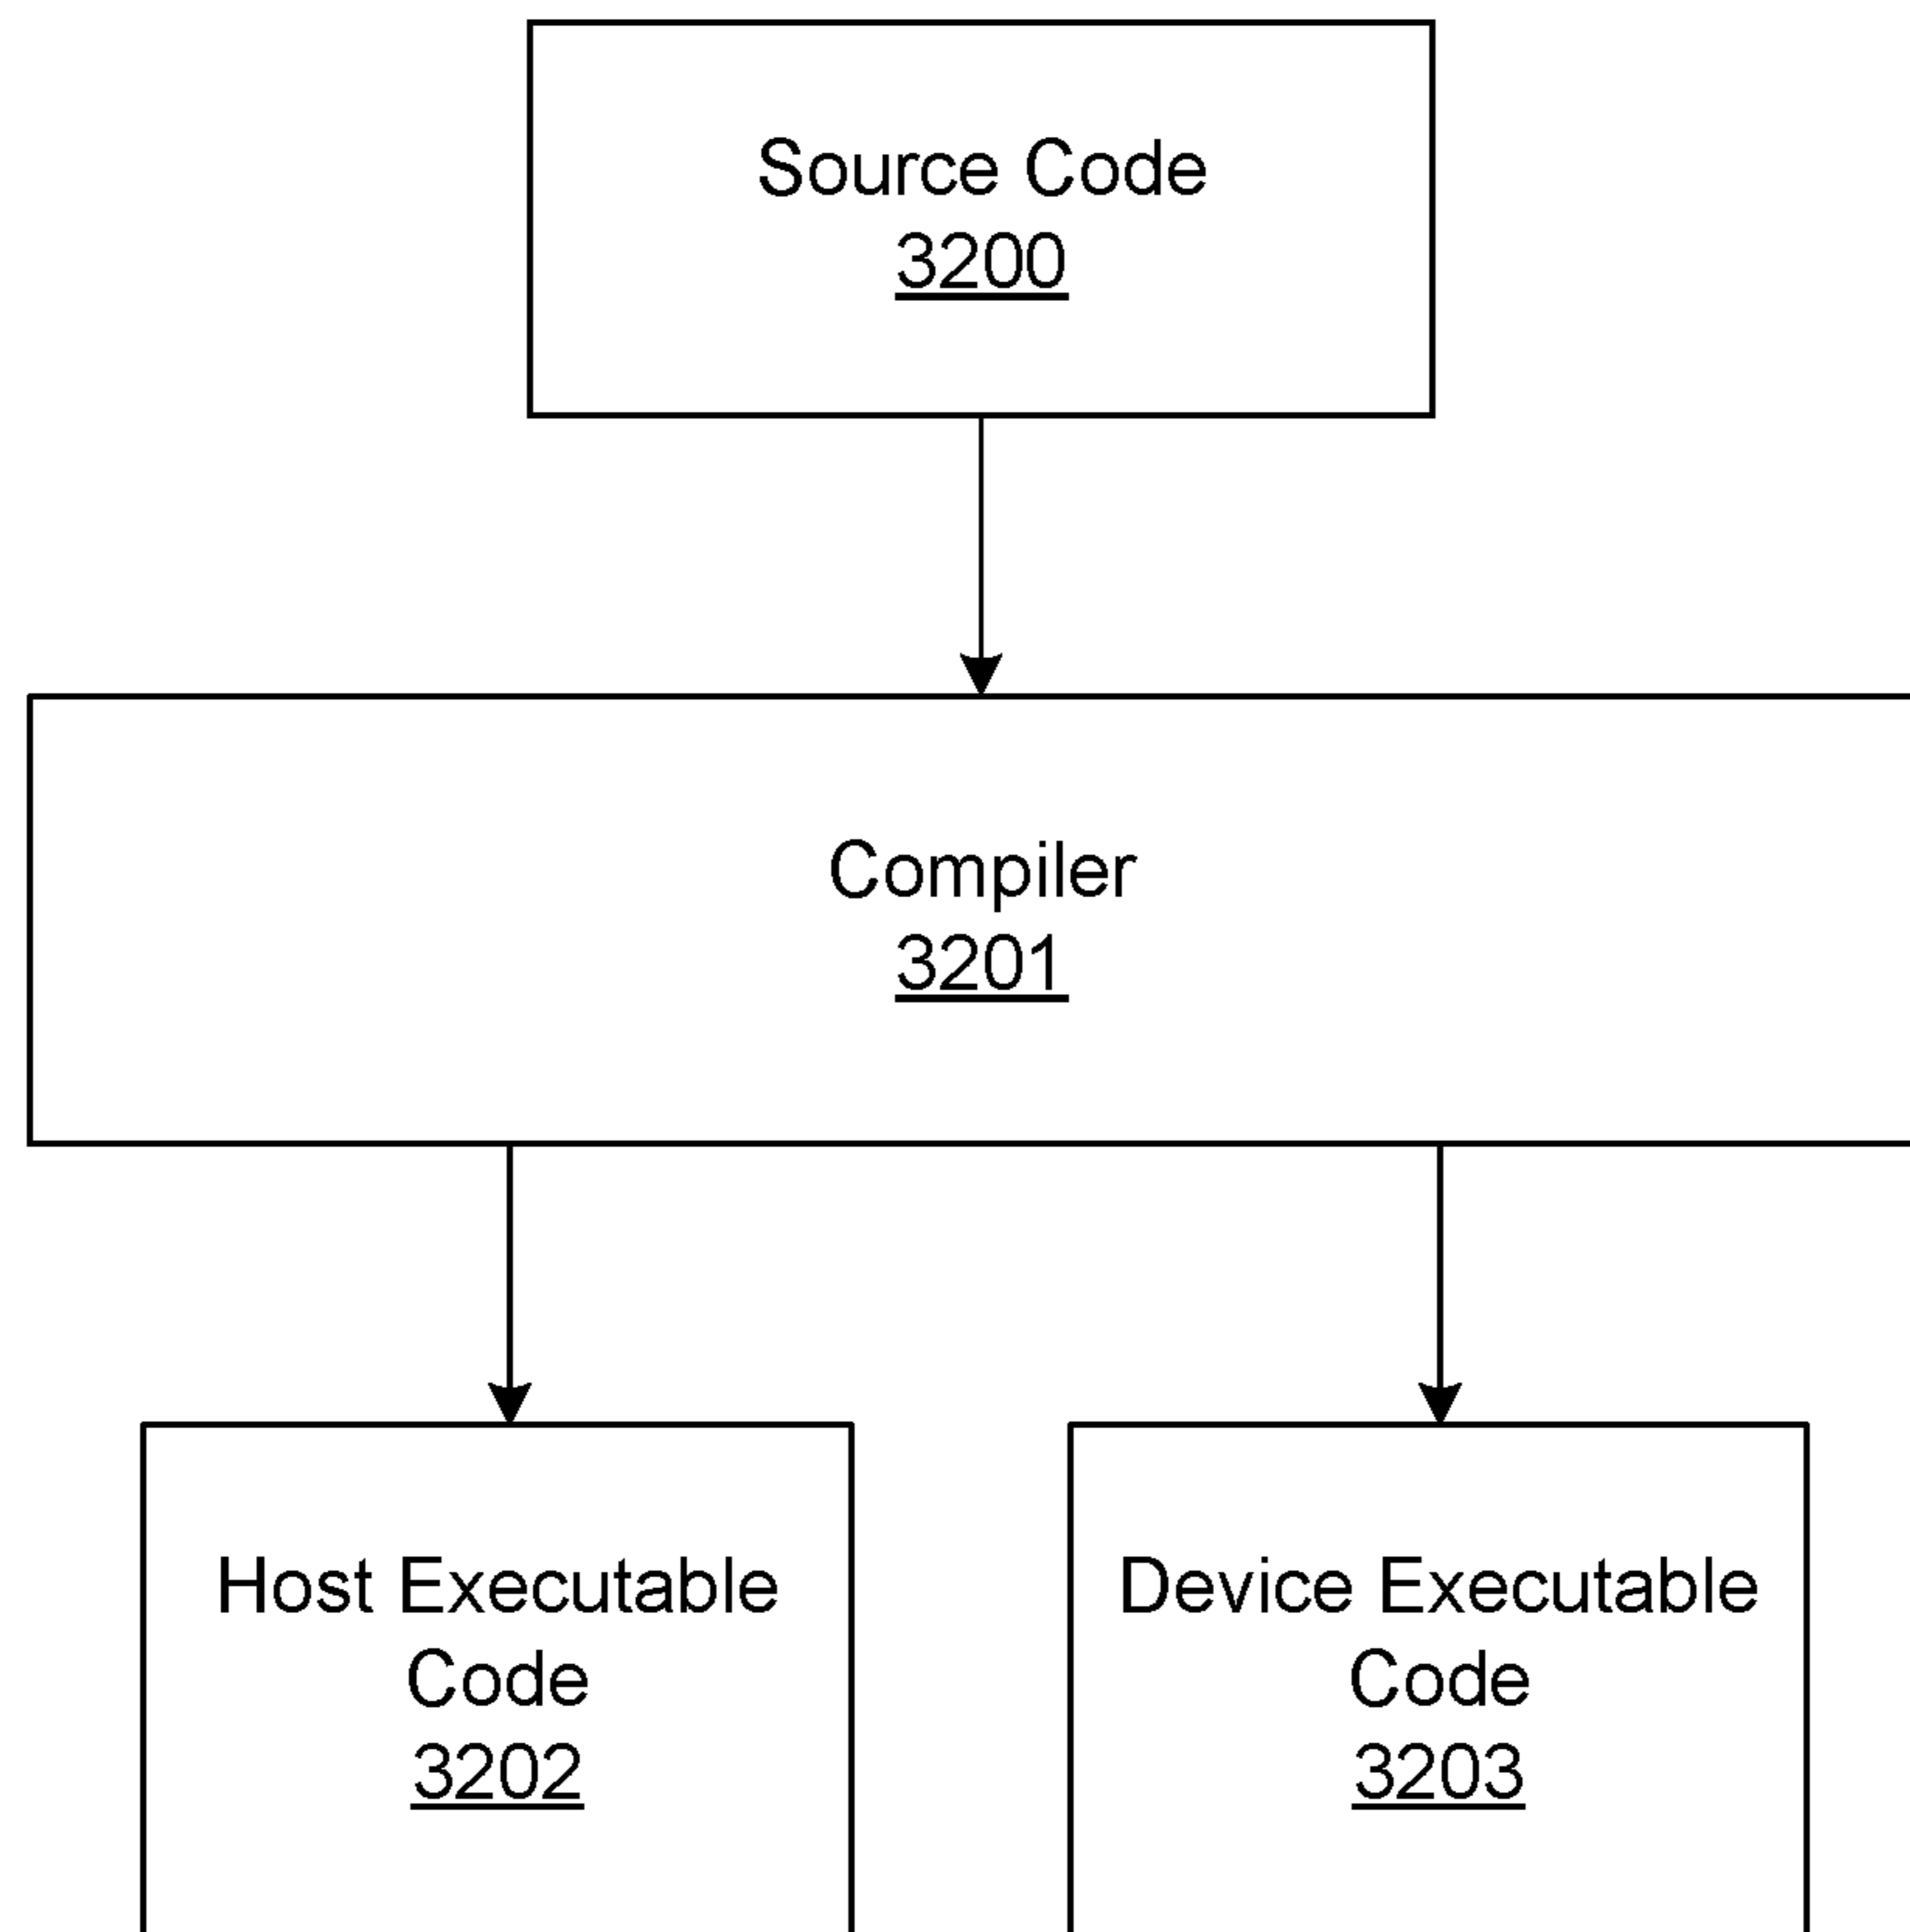 Source Code
3200
Compiler
3201
Host Executable
Code
3202
Device Executable
Code
3203